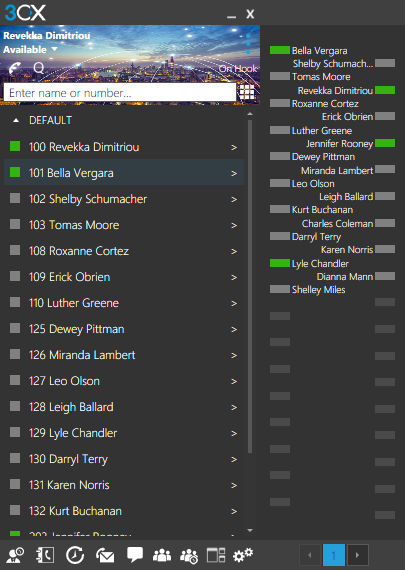 3CX
Revekka Dimitriou
Available
On Hook
Enter name or number...
DEFAULT
100 Revekka Dimitriou >
101 Bella Vergara >
102 Shelby Schumacher >
103 Tomas Moore >
108 Roxanne Cortez >
109 Erick Obrien >
110 Luther Greene >
125 Dewey Pittman >
126 Miranda Lambert >
127 Leo Olson >
128 Leigh Ballard >
129 Lyle Chandler >
130 Darryl Terry >
131 Karen Norris >
132 Kurt Buchanan >
Bella Vergara
Shelby Schumach...
Tomas Moore
Revekka Dimitriou
Roxanne Cortez
Erick Obrien
Luther Greene
Jennifer Rooney
Dewey Pittman
Miranda Lambert
Leo Olson
Leigh Ballard
Kurt Buchanan
Charles Coleman
Darryl Terry
Karen Norris
Lyle Chandler
Dianna Mann
Shelley Miles
1